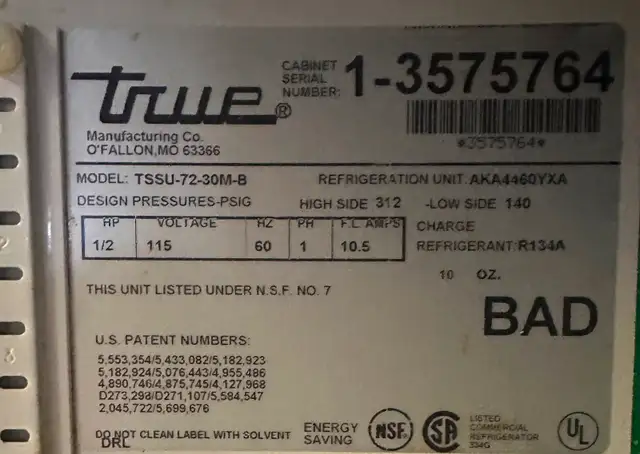 true®
CABINET
SERIAL
NUMBER:
1-3575764
*3575764*
Manufacturing Co.
O'FALLON,MO 63366
MODEL: TSSU-72-30M-B REFRIGERATION UNIT: AKA4460YXA
DESIGN PRESSURES-PSIG HIGH SIDE 312 -LOW SIDE 140
HP VOLTAGE HZ PH F.L AMPS CHARGE
1/2 115 60 1 10.5 REFRIGERANT:R134A
10 OZ.
THIS UNIT LISTED UNDER N.S.F. NO. 7
BAD
U.S. PATENT NUMBERS:
5,553,354/5,433,082/5,182,923
5,182,924/5,076,443/4,955,486
4,890,746/4,875,745/4,127,968
D273,298/D271,107/5,584,547
2,045,722/5,699,676
DO NOT CLEAN LABEL WITH SOLVENT
DRL
ENERGY
SAVING
NSF®
SA
LISTED
COMMERCIAL
REFRIGERATOR
334G
UL